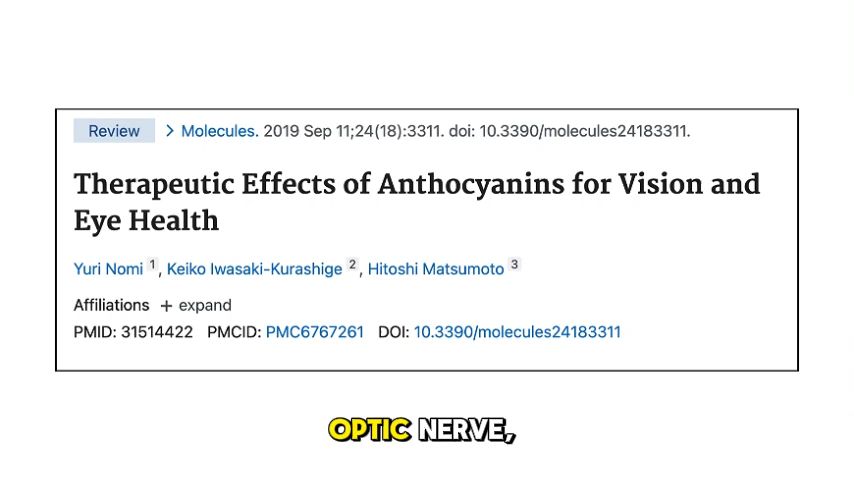 Review > Molecules. 2019 Sep 11;24(18):3311. doi: 10.3390/molecules24183311.
Therapeutic Effects of Anthocyanins for Vision and
Eye Health
Yuri Nomi 1, Keiko Iwasaki-Kurashige 2, Hitoshi Matsumoto 3
Affiliations + expand
PMID: 31514422 PMCID: PMC6767261 DOI: 10.3390/molecules24183311
OPTIC NERVE,